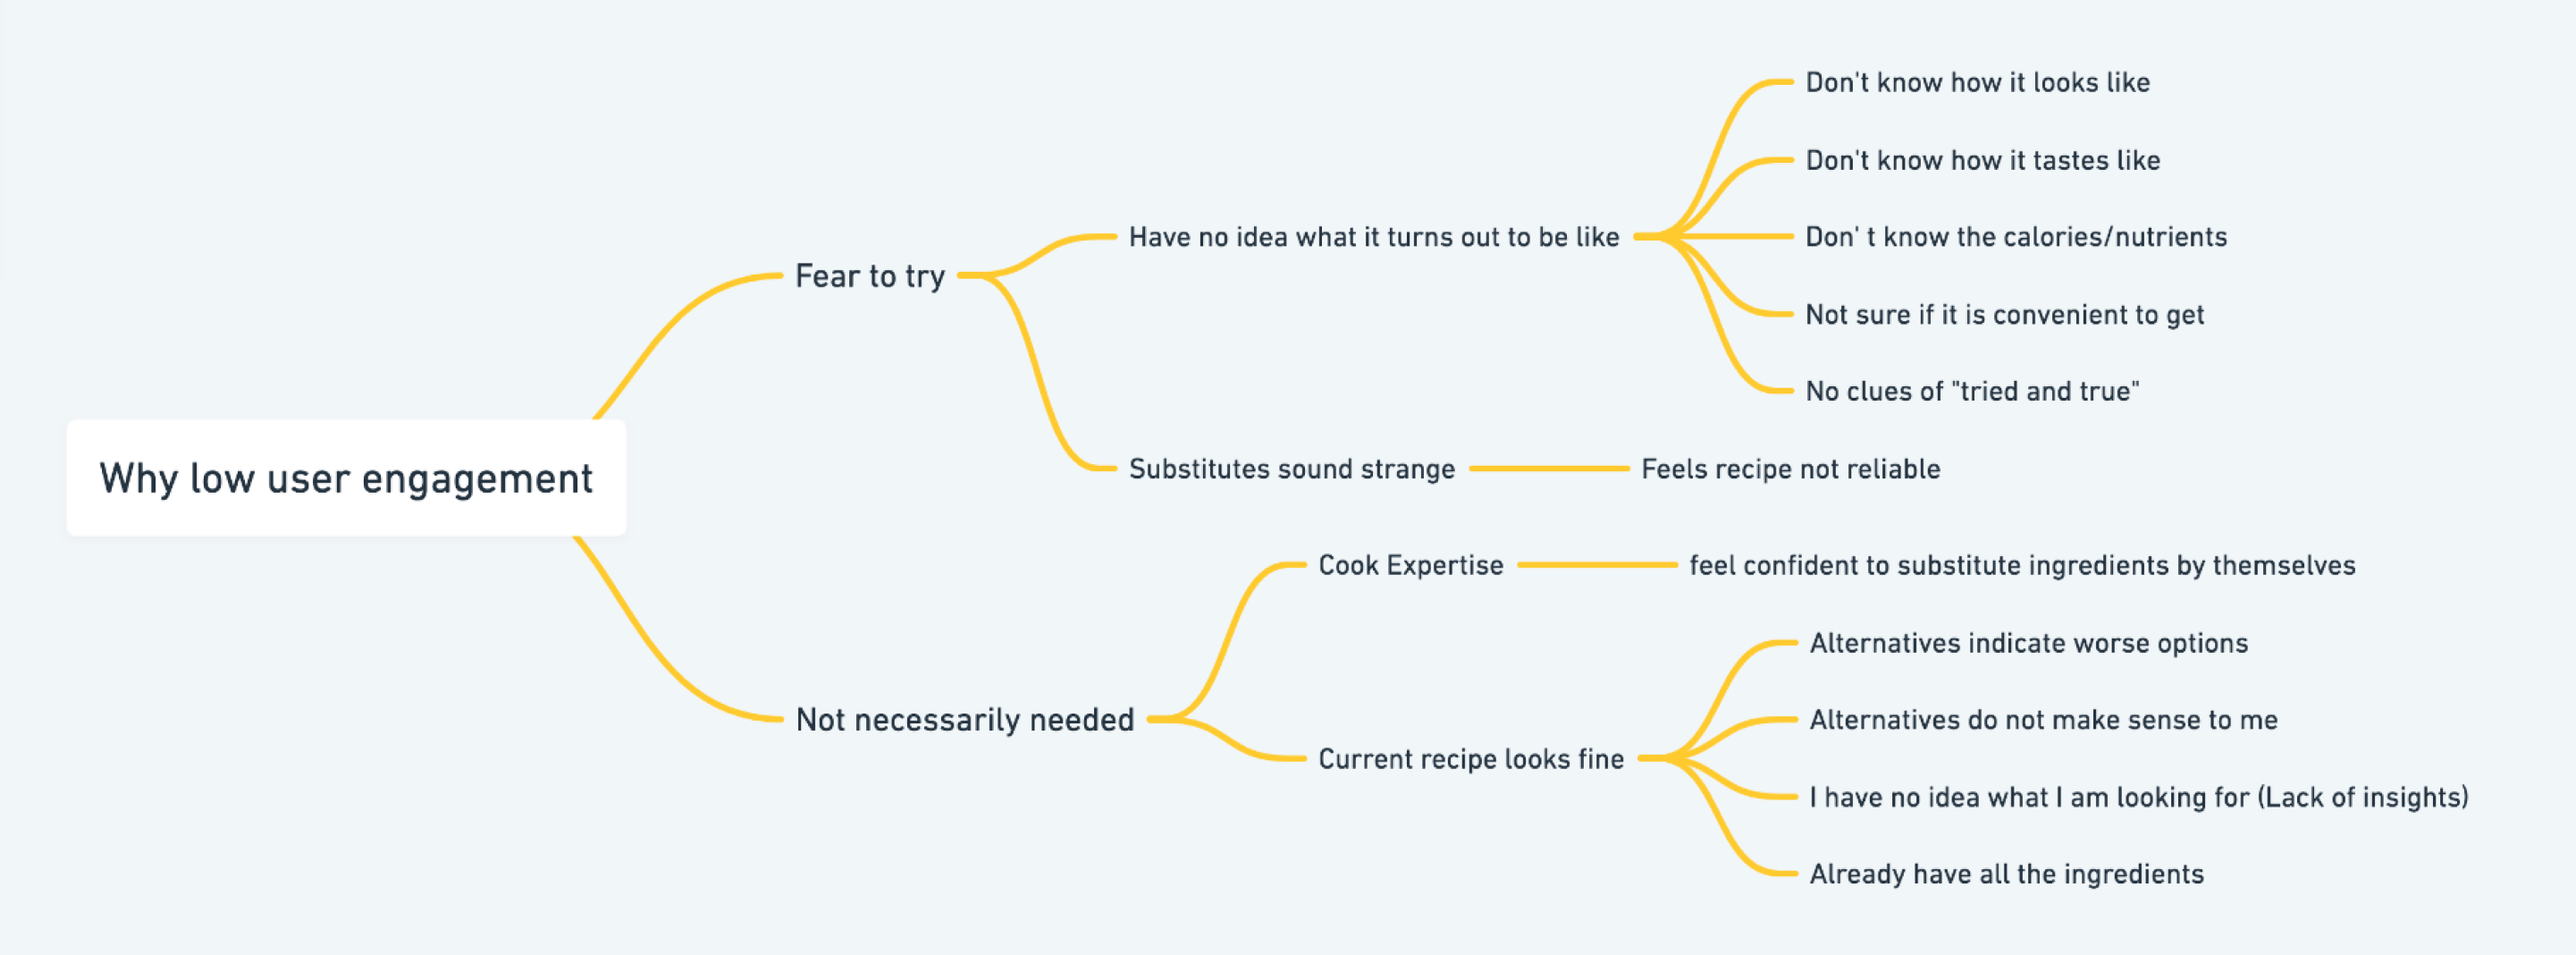 Why low user engagement
Fear to try
Have no idea what it turns out to be like
Don't know how it looks like
Don't know how it tastes like
Don' t know the calories/nutrients
Not sure if it is convenient to get
No clues of "tried and true"
Substitutes sound strange
Feels recipe not reliable
Not necessarily needed
Cook Expertise
feel confident to substitute ingredients by themselves
Current recipe looks fine
Alternatives indicate worse options
Alternatives do not make sense to me
I have no idea what I am looking for (Lack of insights)
Already have all the ingredients